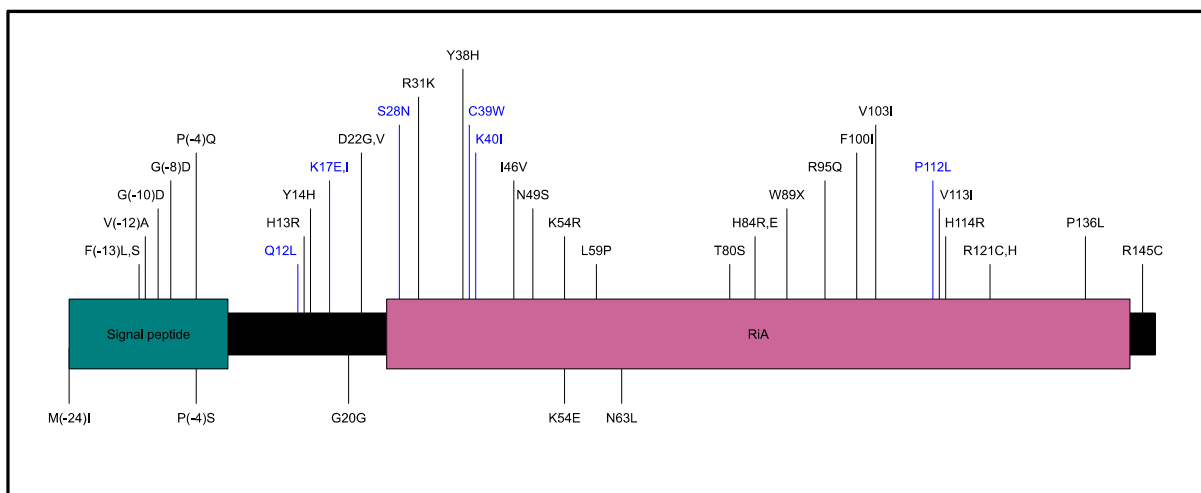 Y38H
R31K
S28N
C39W
V103I
P(-4)Q
D22G,V
K40I
F100I
G(-8)D
K17E,I
I46V
R95Q
P112L
G(-10)D
Y14H
N49S
W89X
V113I
V(-12)A
H13R
K54R
H84R,E
H114R
P136L
F(-13)L,S
Q12L
L59P
T80S
R121C,H
R145C
Signal peptide
RiA
M(-24)I
P(-4)S
G20G
K54E
N63L